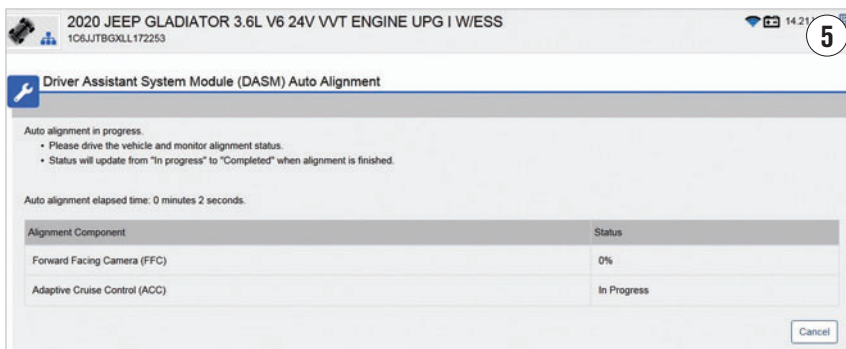 2020 JEEP GLADIATOR 3.6L V6 24V VVT ENGINE UPG I W/ESS
1C6JJTBGXLL172253
14.21
5
Driver Assistant System Module (DASM) Auto Alignment
Auto alignment in progress.
• Please drive the vehicle and monitor alignment status.
• Status will update from "In progress" to "Completed" when alignment is finished.
Auto alignment elapsed time: 0 minutes 2 seconds.
Alignment Component Status
Forward Facing Camera (FFC) 0%
Adaptive Cruise Control (ACC) In Progress
Cancel